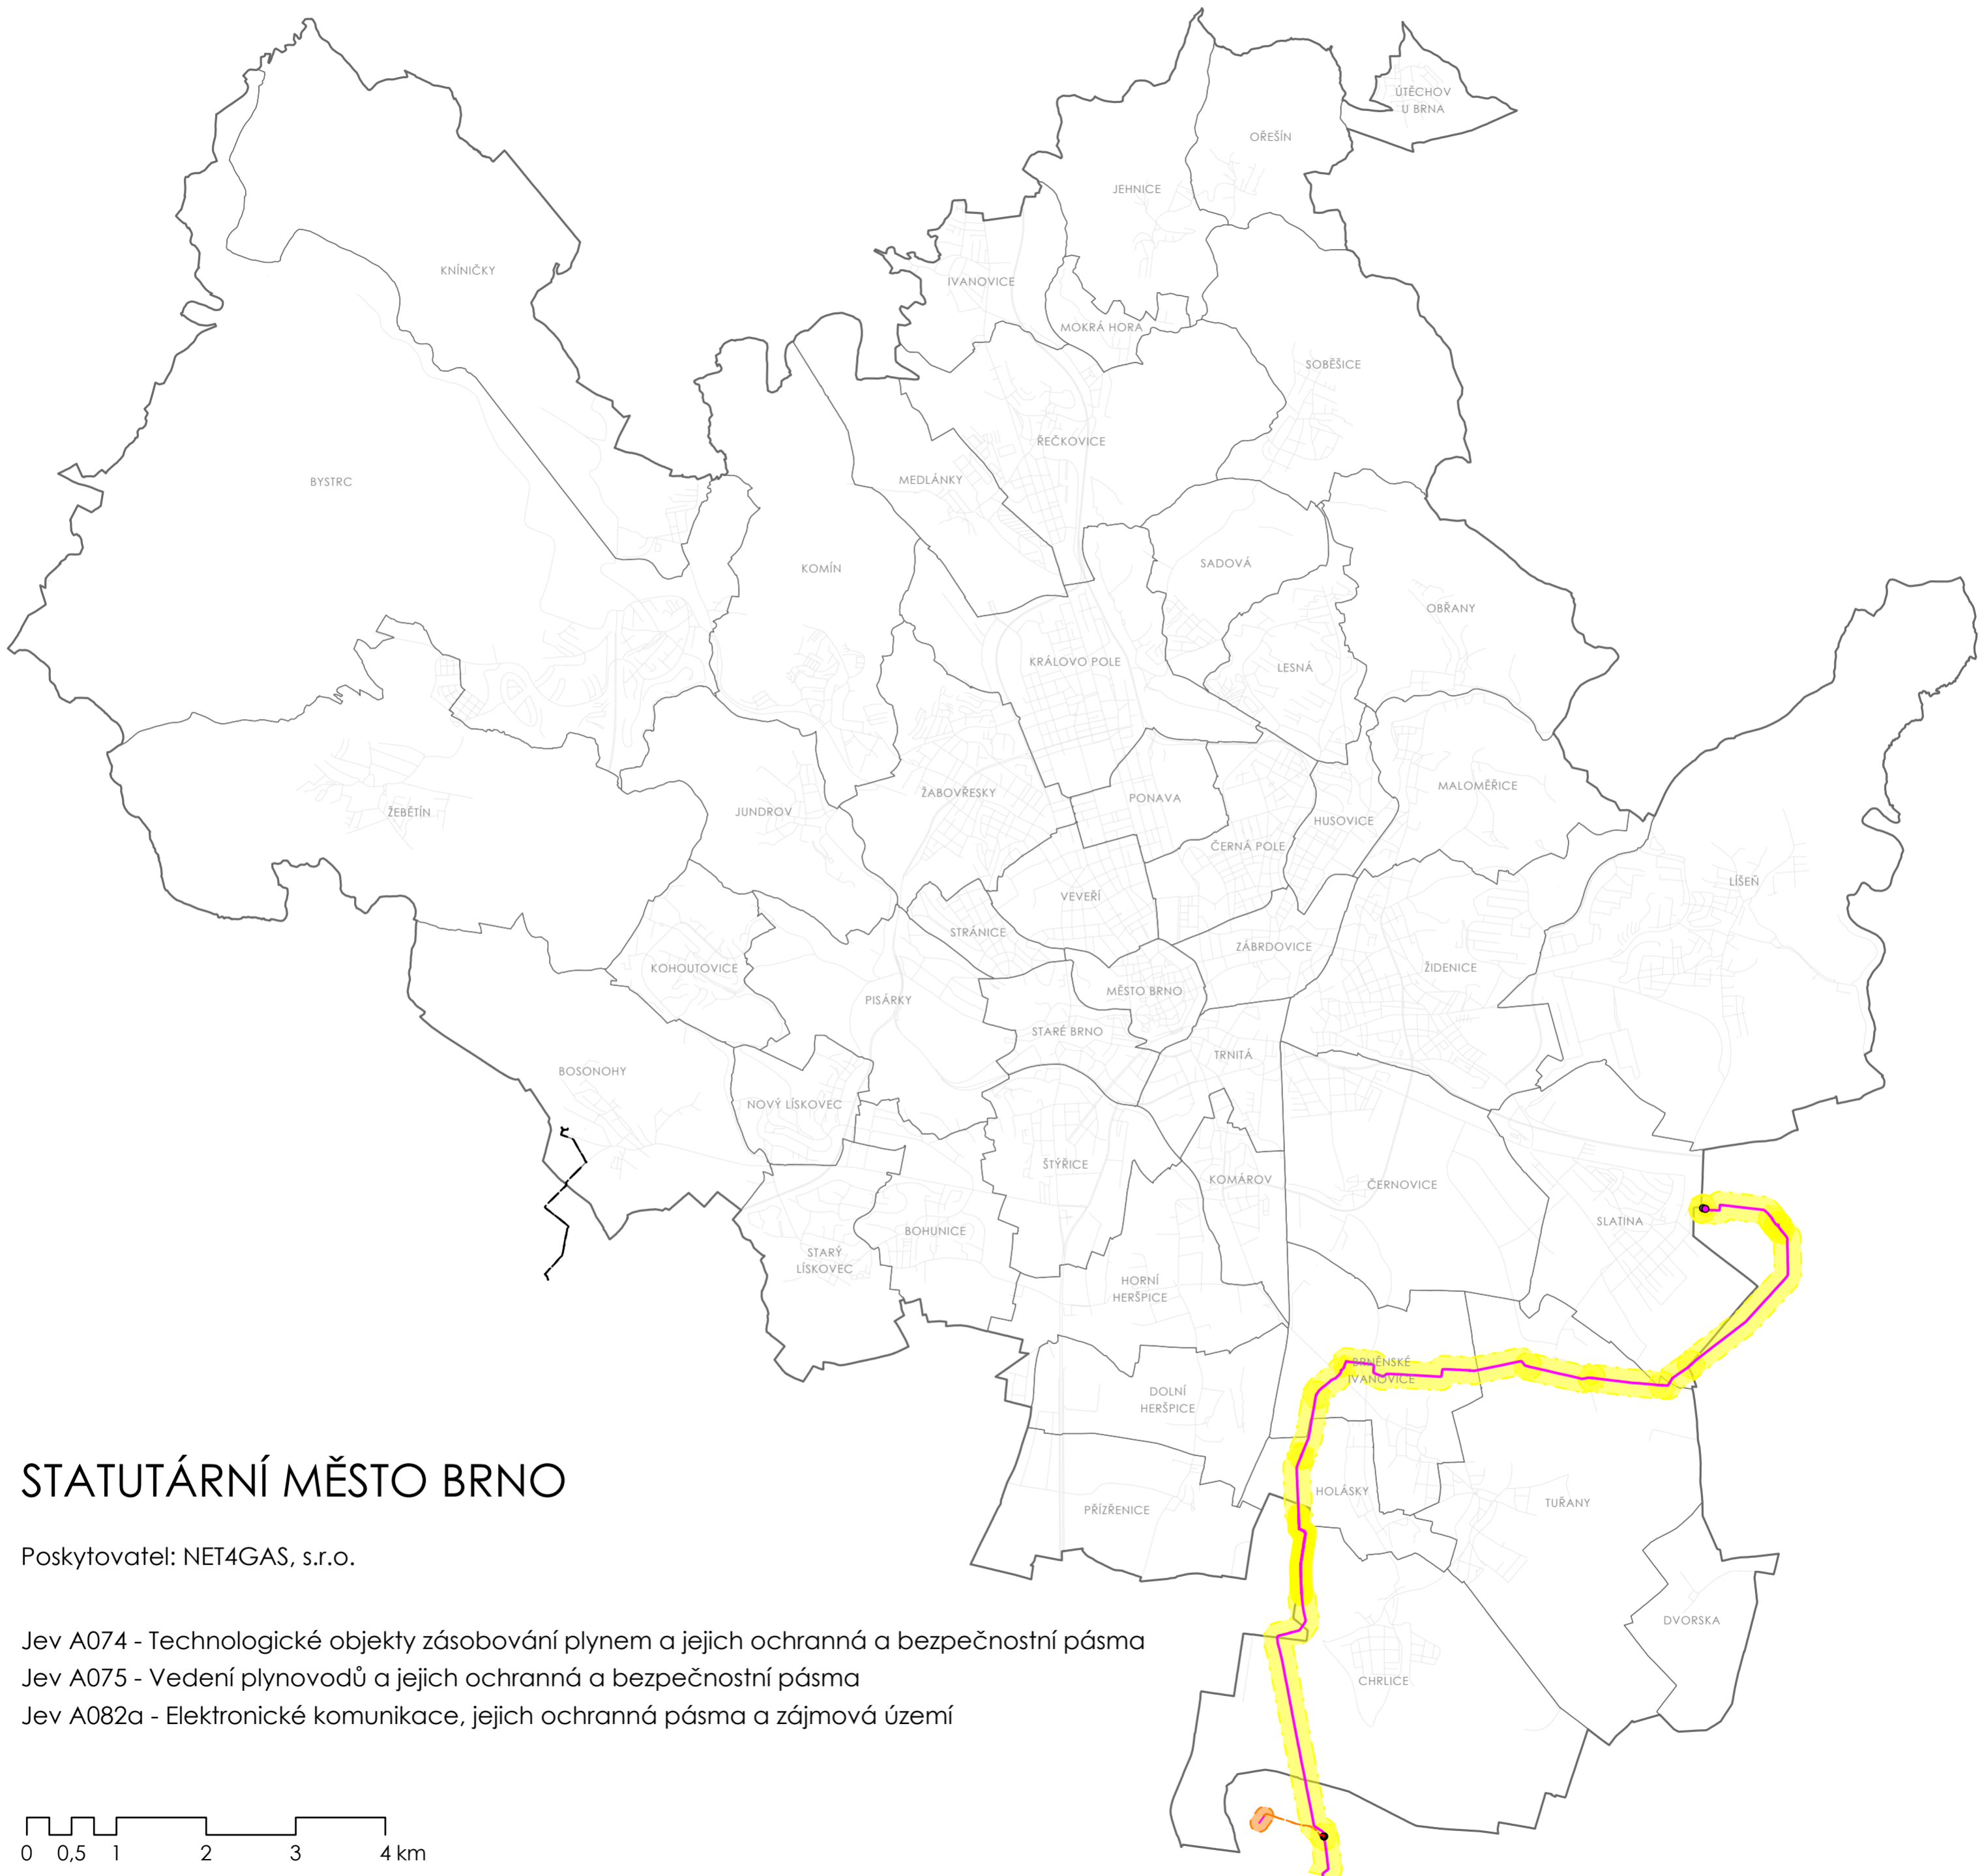 ÚTĚCHOV
U BRNA
OŘEŠÍN
JEHNICE
KNÍNIČKY
IVANOVICE
MOKRÁ HORA
SOBĚŠICE
ŘEČKOVICE
BYSTRC
MEDLÁNKY
SADOVÁ
KOMÍN
OBŘANY
KRÁLOVO POLE
LESNÁ
MALOMĚŘICE
ŽABOVŘESKY
PONAVA
ŽEBĚTÍN
JUNDROV
HUSOVICE
ČERNÁ POLE
LÍŠEŇ
VEVEŘÍ
STRÁNICE
ZÁBRDOVICE
KOHOUTOVICE
ŽIDENICE
MĚSTO BRNO
PISÁRKY
STARÉ BRNO
TRNITÁ
BOSONOHY
NOVÝ LÍSKOVEC
ŠTÝŘICE
KOMÁROV
ČERNOVICE
SLATINA
BOHUNICE
STARÝ
LÍSKOVEC
HORNÍ
HERŠPICE
BRNĚNSKÉ
IVANOVICE
DOLNÍ
HERŠPICE
STATUTÁRNÍ MĚSTO BRNO
HOLÁSKY
TUŘANY
PŘÍZŘENICE
Poskytovatel: NET4GAS, s.r.o.
DVORSKA
Jev A074 - Technologické objekty zásobování plynem a jejich ochranná a bezpečnostní pásma
Jev A075 - Vedení plynovodů a jejich ochranná a bezpečnostní pásma
CHRLICE
Jev A082a - Elektronické komunikace, jejich ochranná pásma a zájmová území
0 0,5 1 2 3 4 km